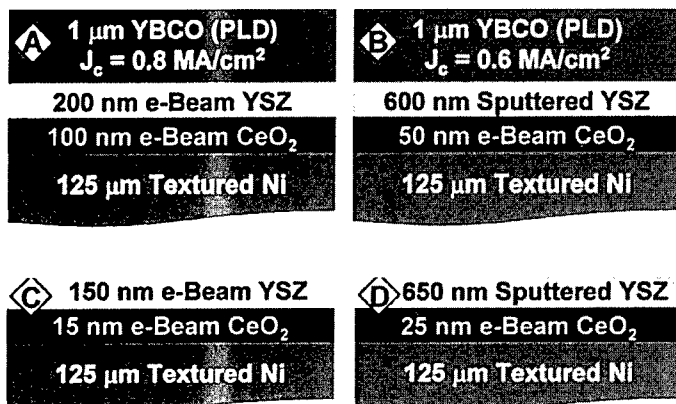 A 1 μm YBCO (PLD)
J_c = 0.8 MA/cm²
200 nm e-Beam YSZ
100 nm e-Beam CeO₂
125 μm Textured Ni
B 1 μm YBCO (PLD)
J_c = 0.6 MA/cm²
600 nm Sputtered YSZ
50 nm e-Beam CeO₂
125 μm Textured Ni
C 150 nm e-Beam YSZ
15 nm e-Beam CeO₂
125 μm Textured Ni
D 650 nm Sputtered YSZ
25 nm e-Beam CeO₂
125 μm Textured Ni